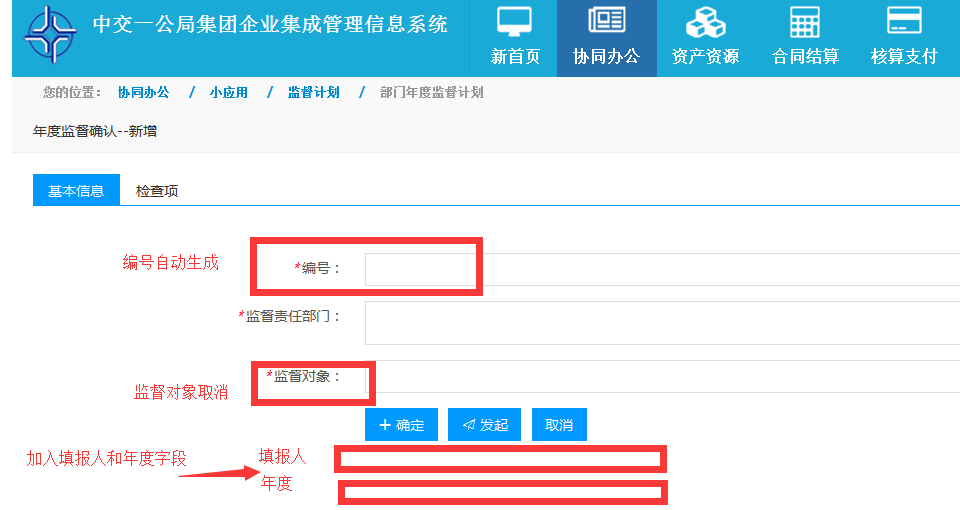 中交一公局集团企业集成管理信息系统
新首页 协同办公 资产资源 合同结算 核算支付
您的位置： 协同办公 / 小应用 / 监督计划 / 部门年度监督计划
年度监督确认--新增
基本信息 检查项
编号自动生成 *编号：
*监督责任部门：
*监督对象：
监督对象取消
+ 确定 发起 取消
加入填报人和年度字段 填报人
年度